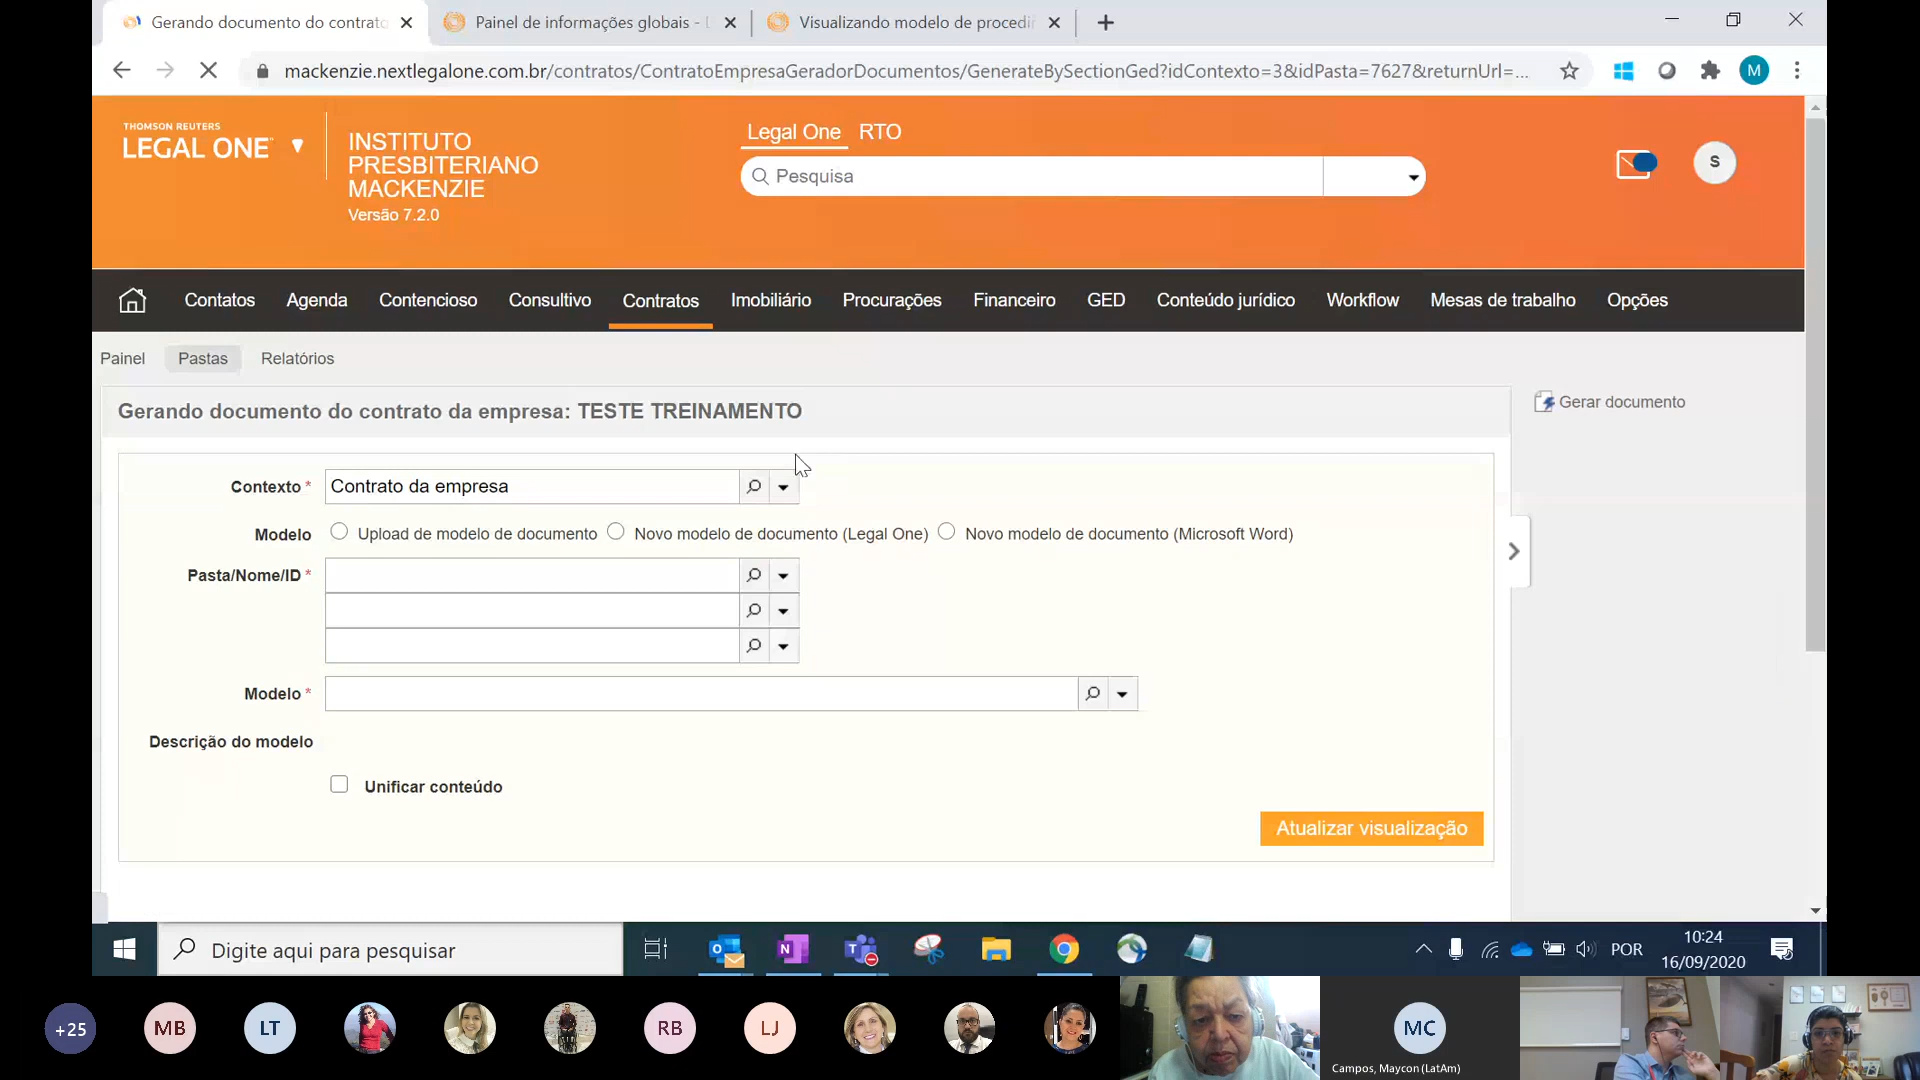 Gerando documento do contrato
Painel de informações globais -
Visualizando modelo de procedi
mackenzie.nextlegalone.com.br/contratos/ContratoEmpresaGeradorDocumentos/GenerateBySectionGed?idContexto=3&idPasta=7627&returnUrl=...
M
THOMSON REUTERS
LEGAL ONE
INSTITUTO
PRESBITERIANO
MACKENZIE
Versão 7.2.0
Legal One RTO
Pesquisa
S
Contatos Agenda Contencioso Consultivo Contratos Imobiliário Procurações Financeiro GED Conteúdo jurídico Workflow Mesas de trabalho Opções
Painel Pastas Relatórios
Gerando documento do contrato da empresa: TESTE TREINAMENTO
Gerar documento
Contexto * Contrato da empresa
Modelo Upload de modelo de documento Novo modelo de documento (Legal One) Novo modelo de documento (Microsoft Word)
Pasta/Nome/ID *
Modelo *
Descrição do modelo
Unificar conteúdo
Atualizar visualização
Digite aqui para pesquisar
POR
10:24
16/09/2020
+25
MB
LT
RB
LJ
MC
Campos, Maycon (LatAm)